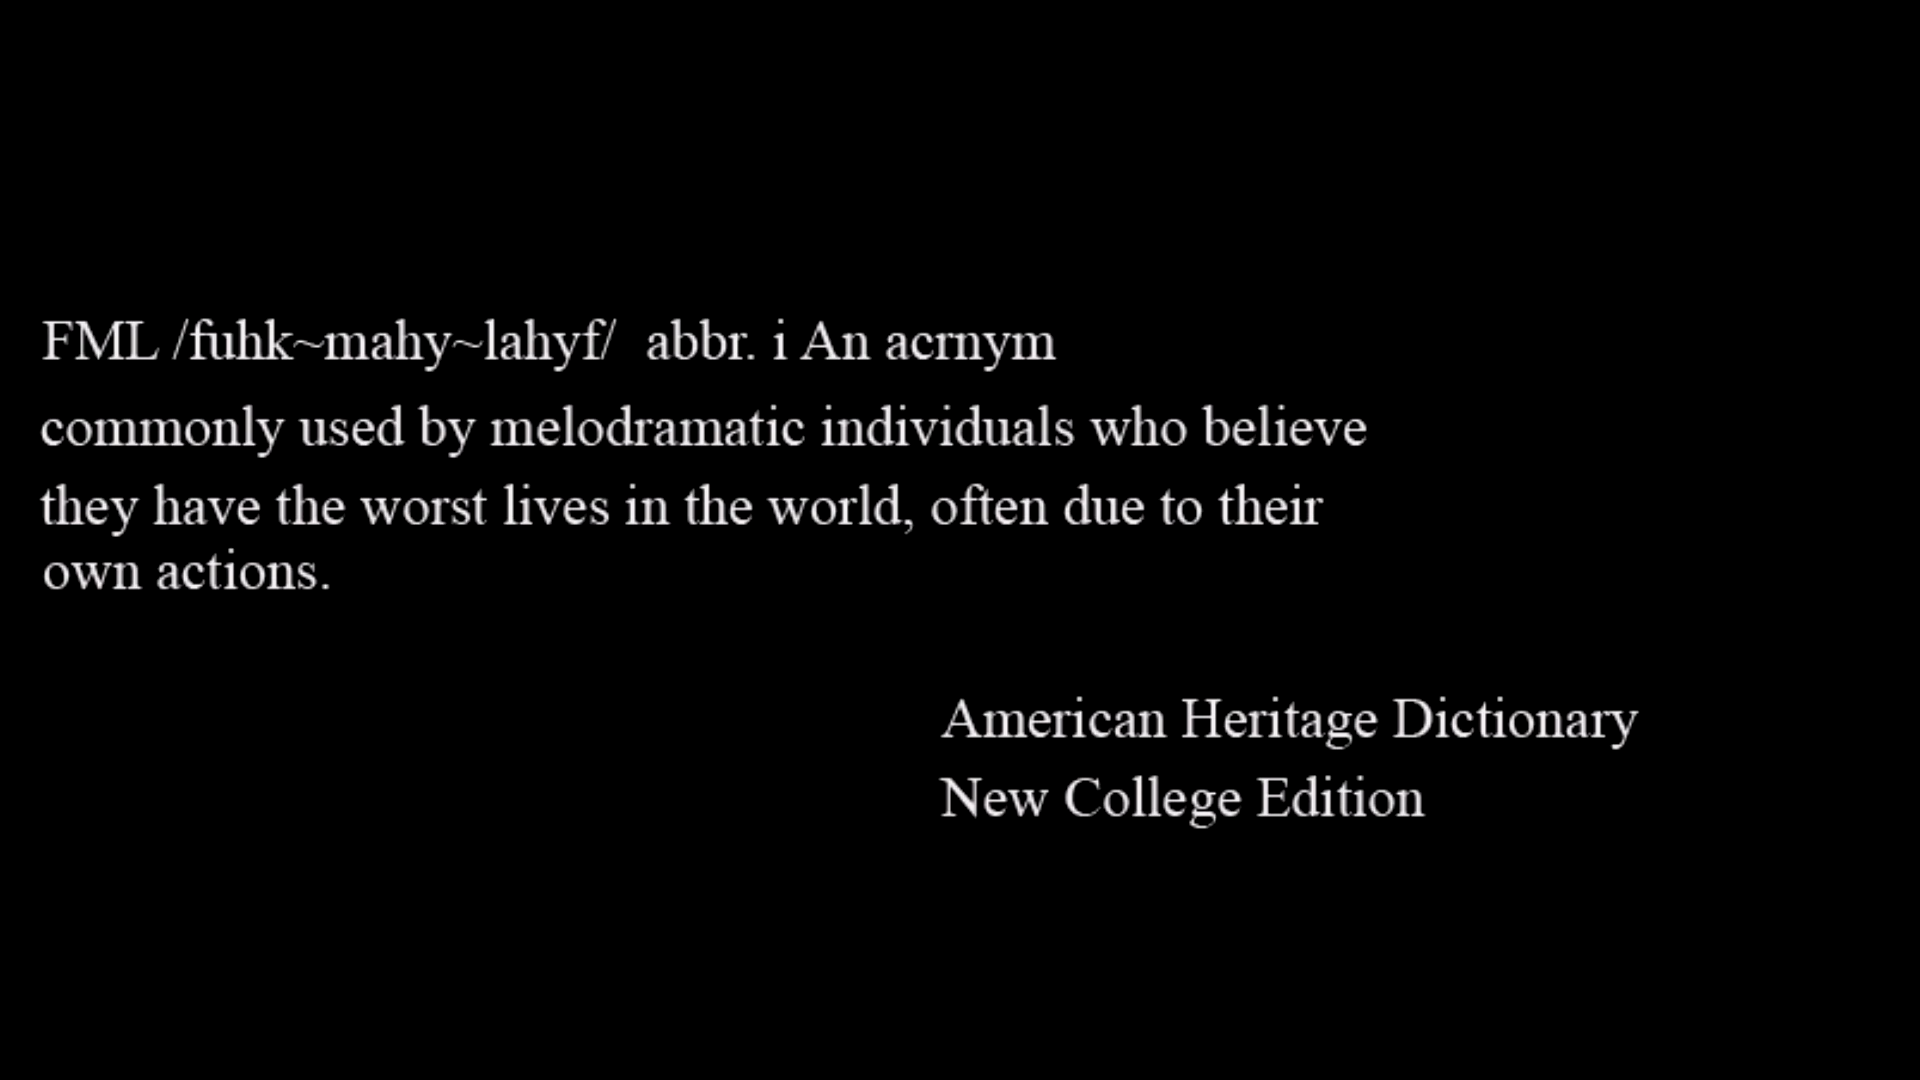 FML /fuhk~mahy~lahyf/ abbr. i An acrnym
commonly used by melodramatic individuals who believe
they have the worst lives in the world, often due to their
own actions.
American Heritage Dictionary
New College Edition